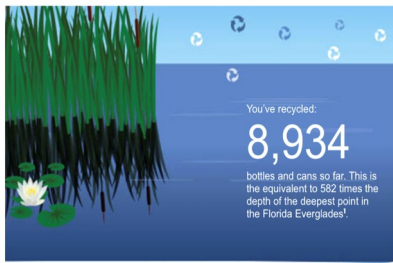 You've recycled:
8,934
bottles and cans so far. This is
the equivalent to 582 times the
depth of the deepest point in
the Florida Everglades¹.